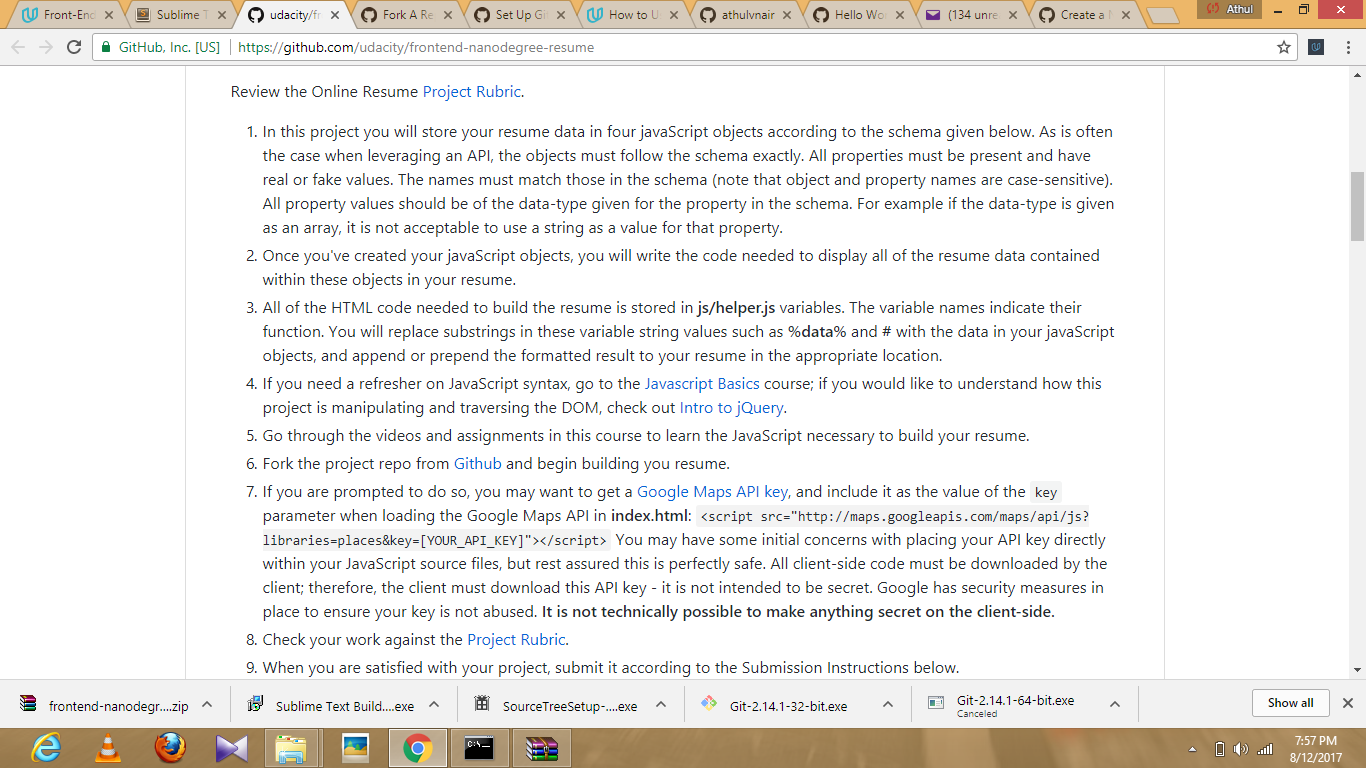 Front-End
Sublime T
udacity/fr
Fork A Re
Set Up Gi
How to U
athulvnair
Hello Wor
(134 unre
Create a N
Athul
GitHub, Inc. [US]
https://github.com/udacity/frontend-nanodegree-resume
Review the Online Resume Project Rubric.
1. In this project you will store your resume data in four javaScript objects according to the schema given below. As is often
the case when leveraging an API, the objects must follow the schema exactly. All properties must be present and have
real or fake values. The names must match those in the schema (note that object and property names are case-sensitive).
All property values should be of the data-type given for the property in the schema. For example if the data-type is given
as an array, it is not acceptable to use a string as a value for that property.
2. Once you've created your javaScript objects, you will write the code needed to display all of the resume data contained
within these objects in your resume.
3. All of the HTML code needed to build the resume is stored in js/helper.js variables. The variable names indicate their
function. You will replace substrings in these variable string values such as %data% and # with the data in your javaScript
objects, and append or prepend the formatted result to your resume in the appropriate location.
4. If you need a refresher on JavaScript syntax, go to the Javascript Basics course; if you would like to understand how this
project is manipulating and traversing the DOM, check out Intro to jQuery.
5. Go through the videos and assignments in this course to learn the JavaScript necessary to build your resume.
6. Fork the project repo from Github and begin building you resume.
7. If you are prompted to do so, you may want to get a Google Maps API key, and include it as the value of the key
parameter when loading the Google Maps API in index.html: <script src="http://maps.googleapis.com/maps/api/js?
libraries=places&key=[YOUR_API_KEY]"></script> You may have some initial concerns with placing your API key directly
within your JavaScript source files, but rest assured this is perfectly safe. All client-side code must be downloaded by the
client; therefore, the client must download this API key - it is not intended to be secret. Google has security measures in
place to ensure your key is not abused. It is not technically possible to make anything secret on the client-side.
8. Check your work against the Project Rubric.
9. When you are satisfied with your project, submit it according to the Submission Instructions below.
frontend-nanodegr....zip
Sublime Text Build....exe
SourceTreeSetup-....exe
Git-2.14.1-32-bit.exe
Git-2.14.1-64-bit.exe
Canceled
Show all
7:57 PM
8/12/2017